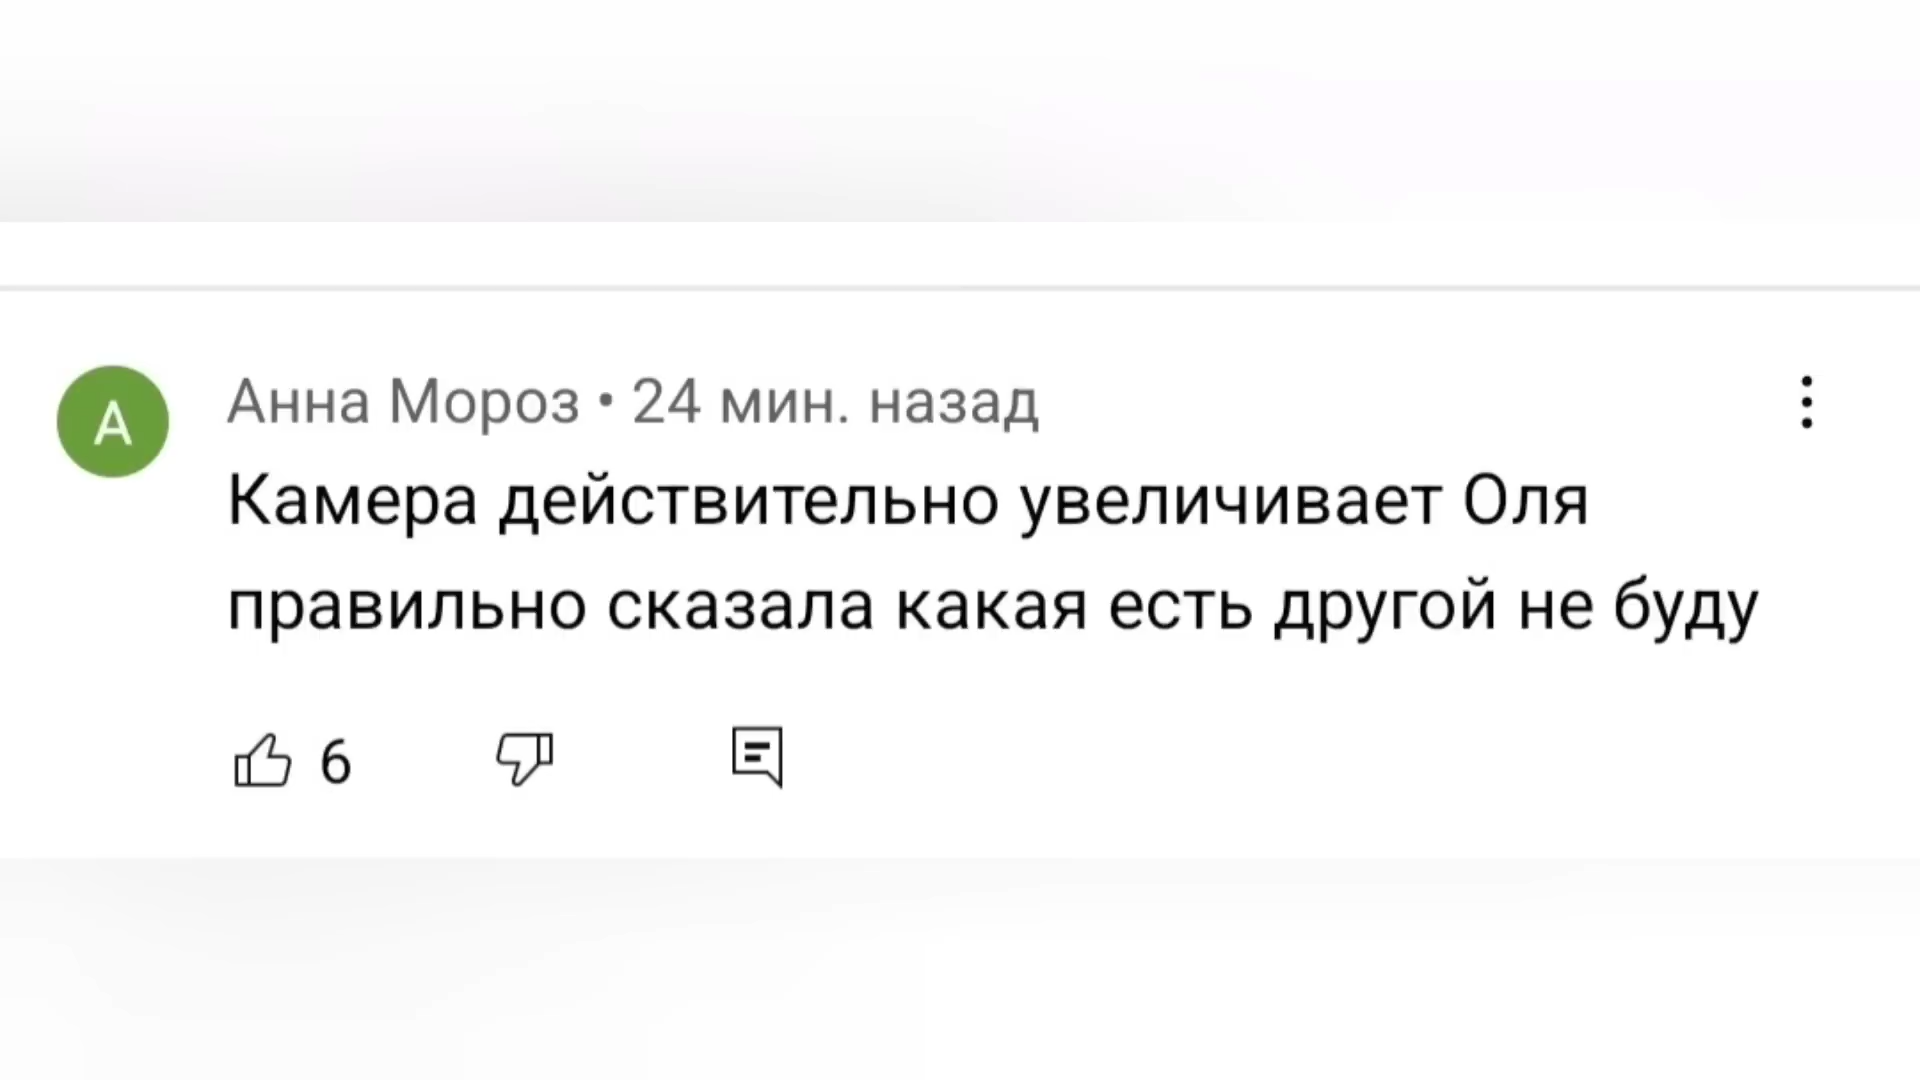 А
Анна Мороз • 24 мин. назад
Камера действительно увеличивает Оля
правильно сказала какая есть другой не буду
6